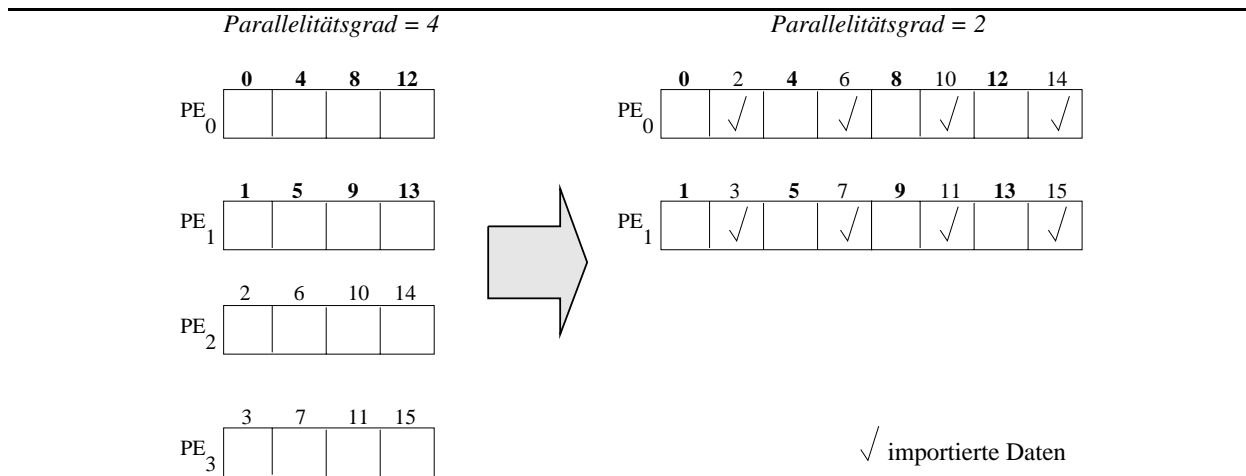 Parallelitätsgrad = 4
0 4 8 12
PE0
1 5 9 13
PE1
2 6 10 14
PE2
3 7 11 15
PE3
Parallelitätsgrad = 2
0 2 4 6 8 10 12 14
PE0
1 3 5 7 9 11 13 15
PE1
importierte Daten